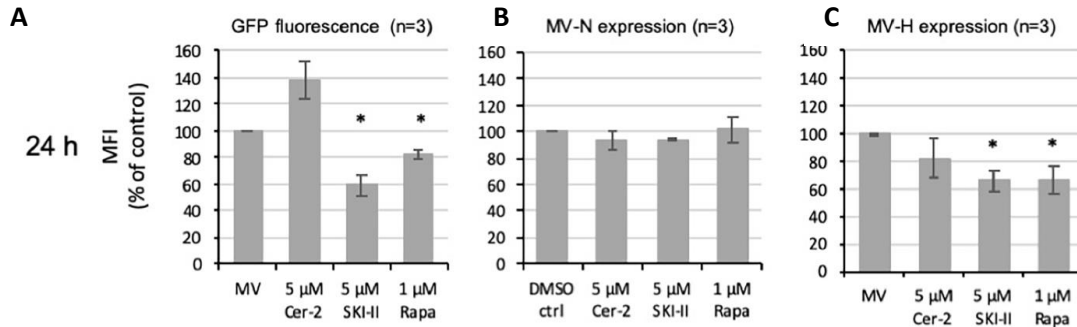 A
GFP fluorescence (n=3)
24 h
MFI
(% of control)
160
140
120
100
80
60
40
20
0
* *
MV
5 µM
Cer-2
5 µM
SKI-II
1 µM
Rapa
B
MV-N expression (n=3)
160
140
120
100
80
60
40
20
0
DMSO
ctrl
5 µM
Cer-2
5 µM
SKI-II
1 µM
Rapa
C
MV-H expression (n=3)
160
140
120
100
80
60
40
20
0
* *
MV
5 µM
Cer-2
5 µM
SKI-II
1 µM
Rapa